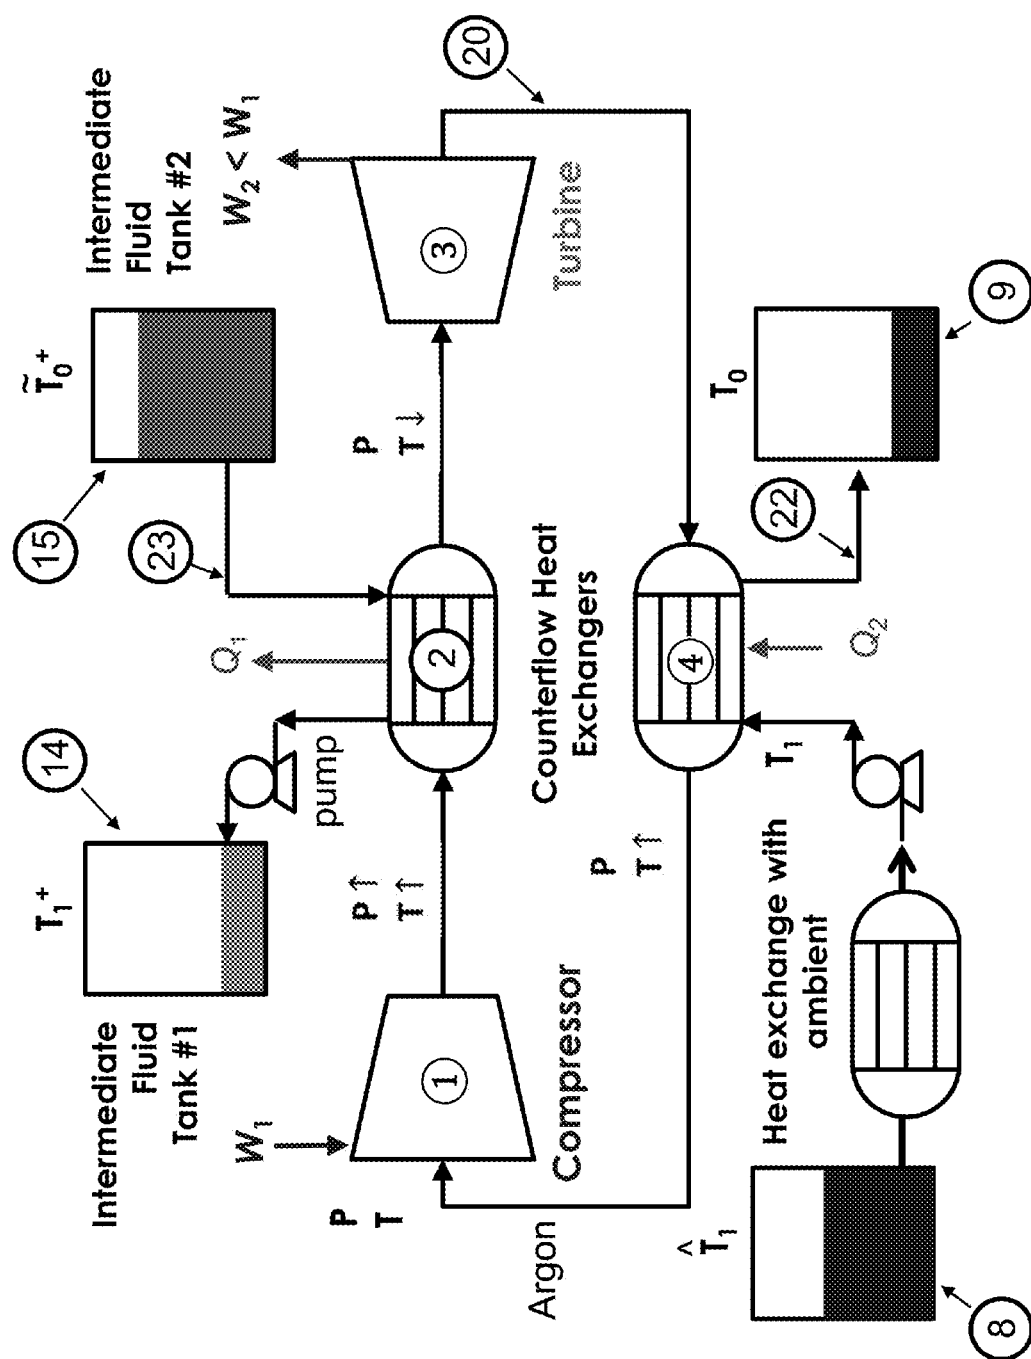 Intermediate
Fluid
Tank #1
T₁⁺
14
pump
Q₁
23
15
T̃₀⁺
Intermediate
Fluid
Tank #2
W₁
W₂ < W₁
P
T
1
Compressor
P↑
T↑
2
P
T↓
3
Turbine
20
Counterflow Heat
Exchangers
Argon
P
T↑
4
Q₂
T₁
22
T₀
9
T̂₁
8
Heat exchange with
ambient